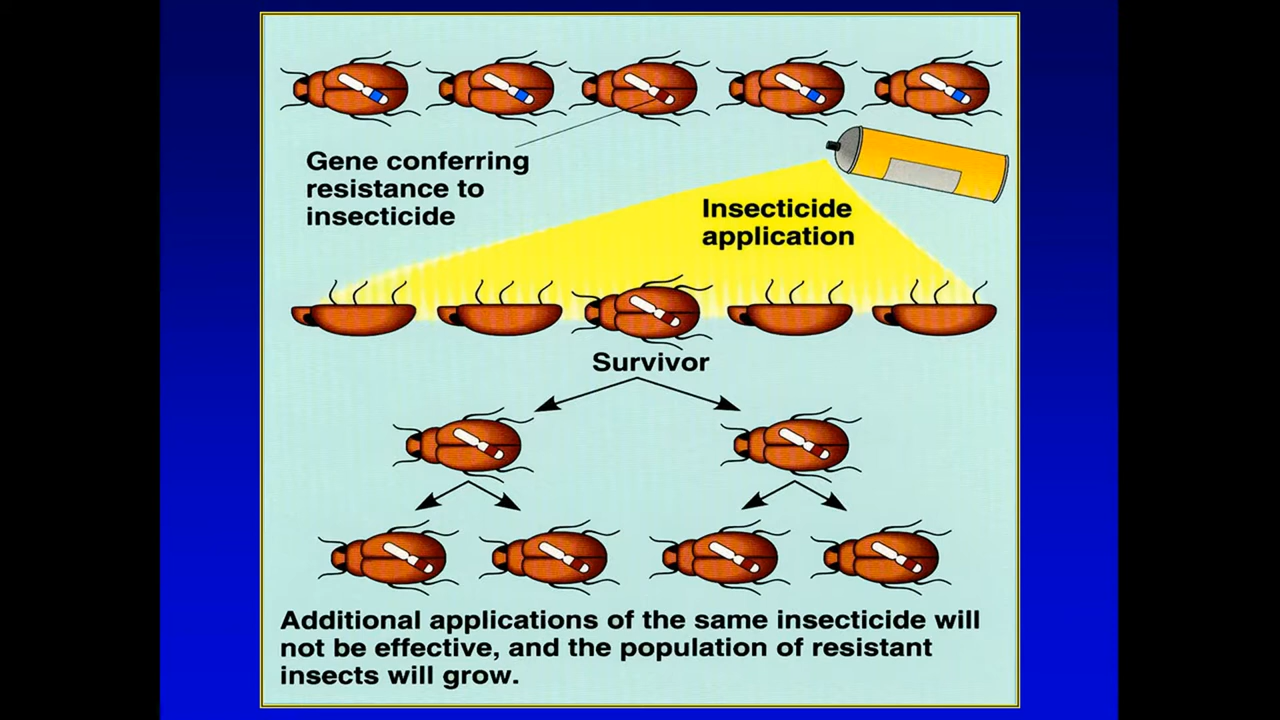 Gene conferring
resistance to
insecticide
Insecticide
application
Survivor
Additional applications of the same insecticide will
not be effective, and the population of resistant
insects will grow.